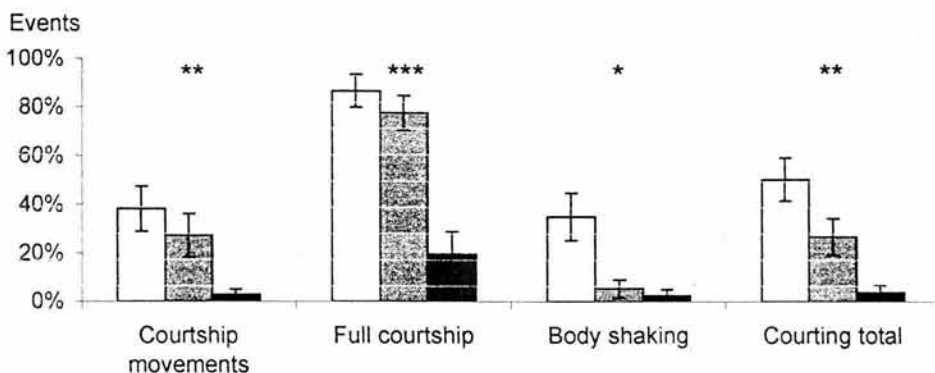 Events
100%
80%
60%
40%
20%
0%
** *** * **
Courtship movements
Full courtship
Body shaking
Courting total